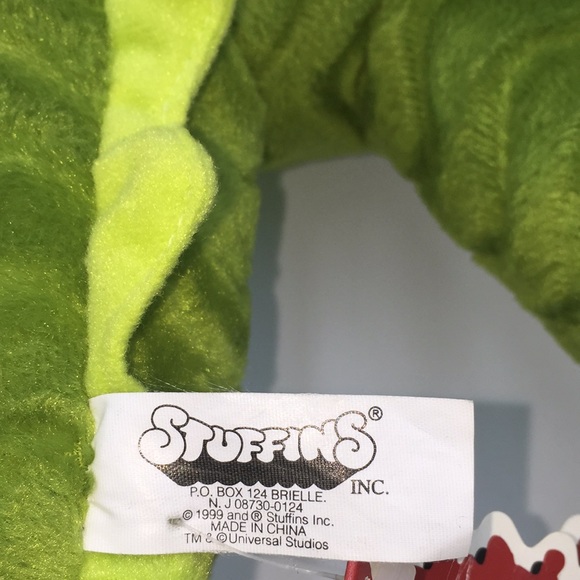 STUFFINS®
INC.
P.O. BOX 124 BRIELLE.
N. J 08730-0124
© 1999 and ® Stuffins Inc.
MADE IN CHINA
TM & © Universal Studios